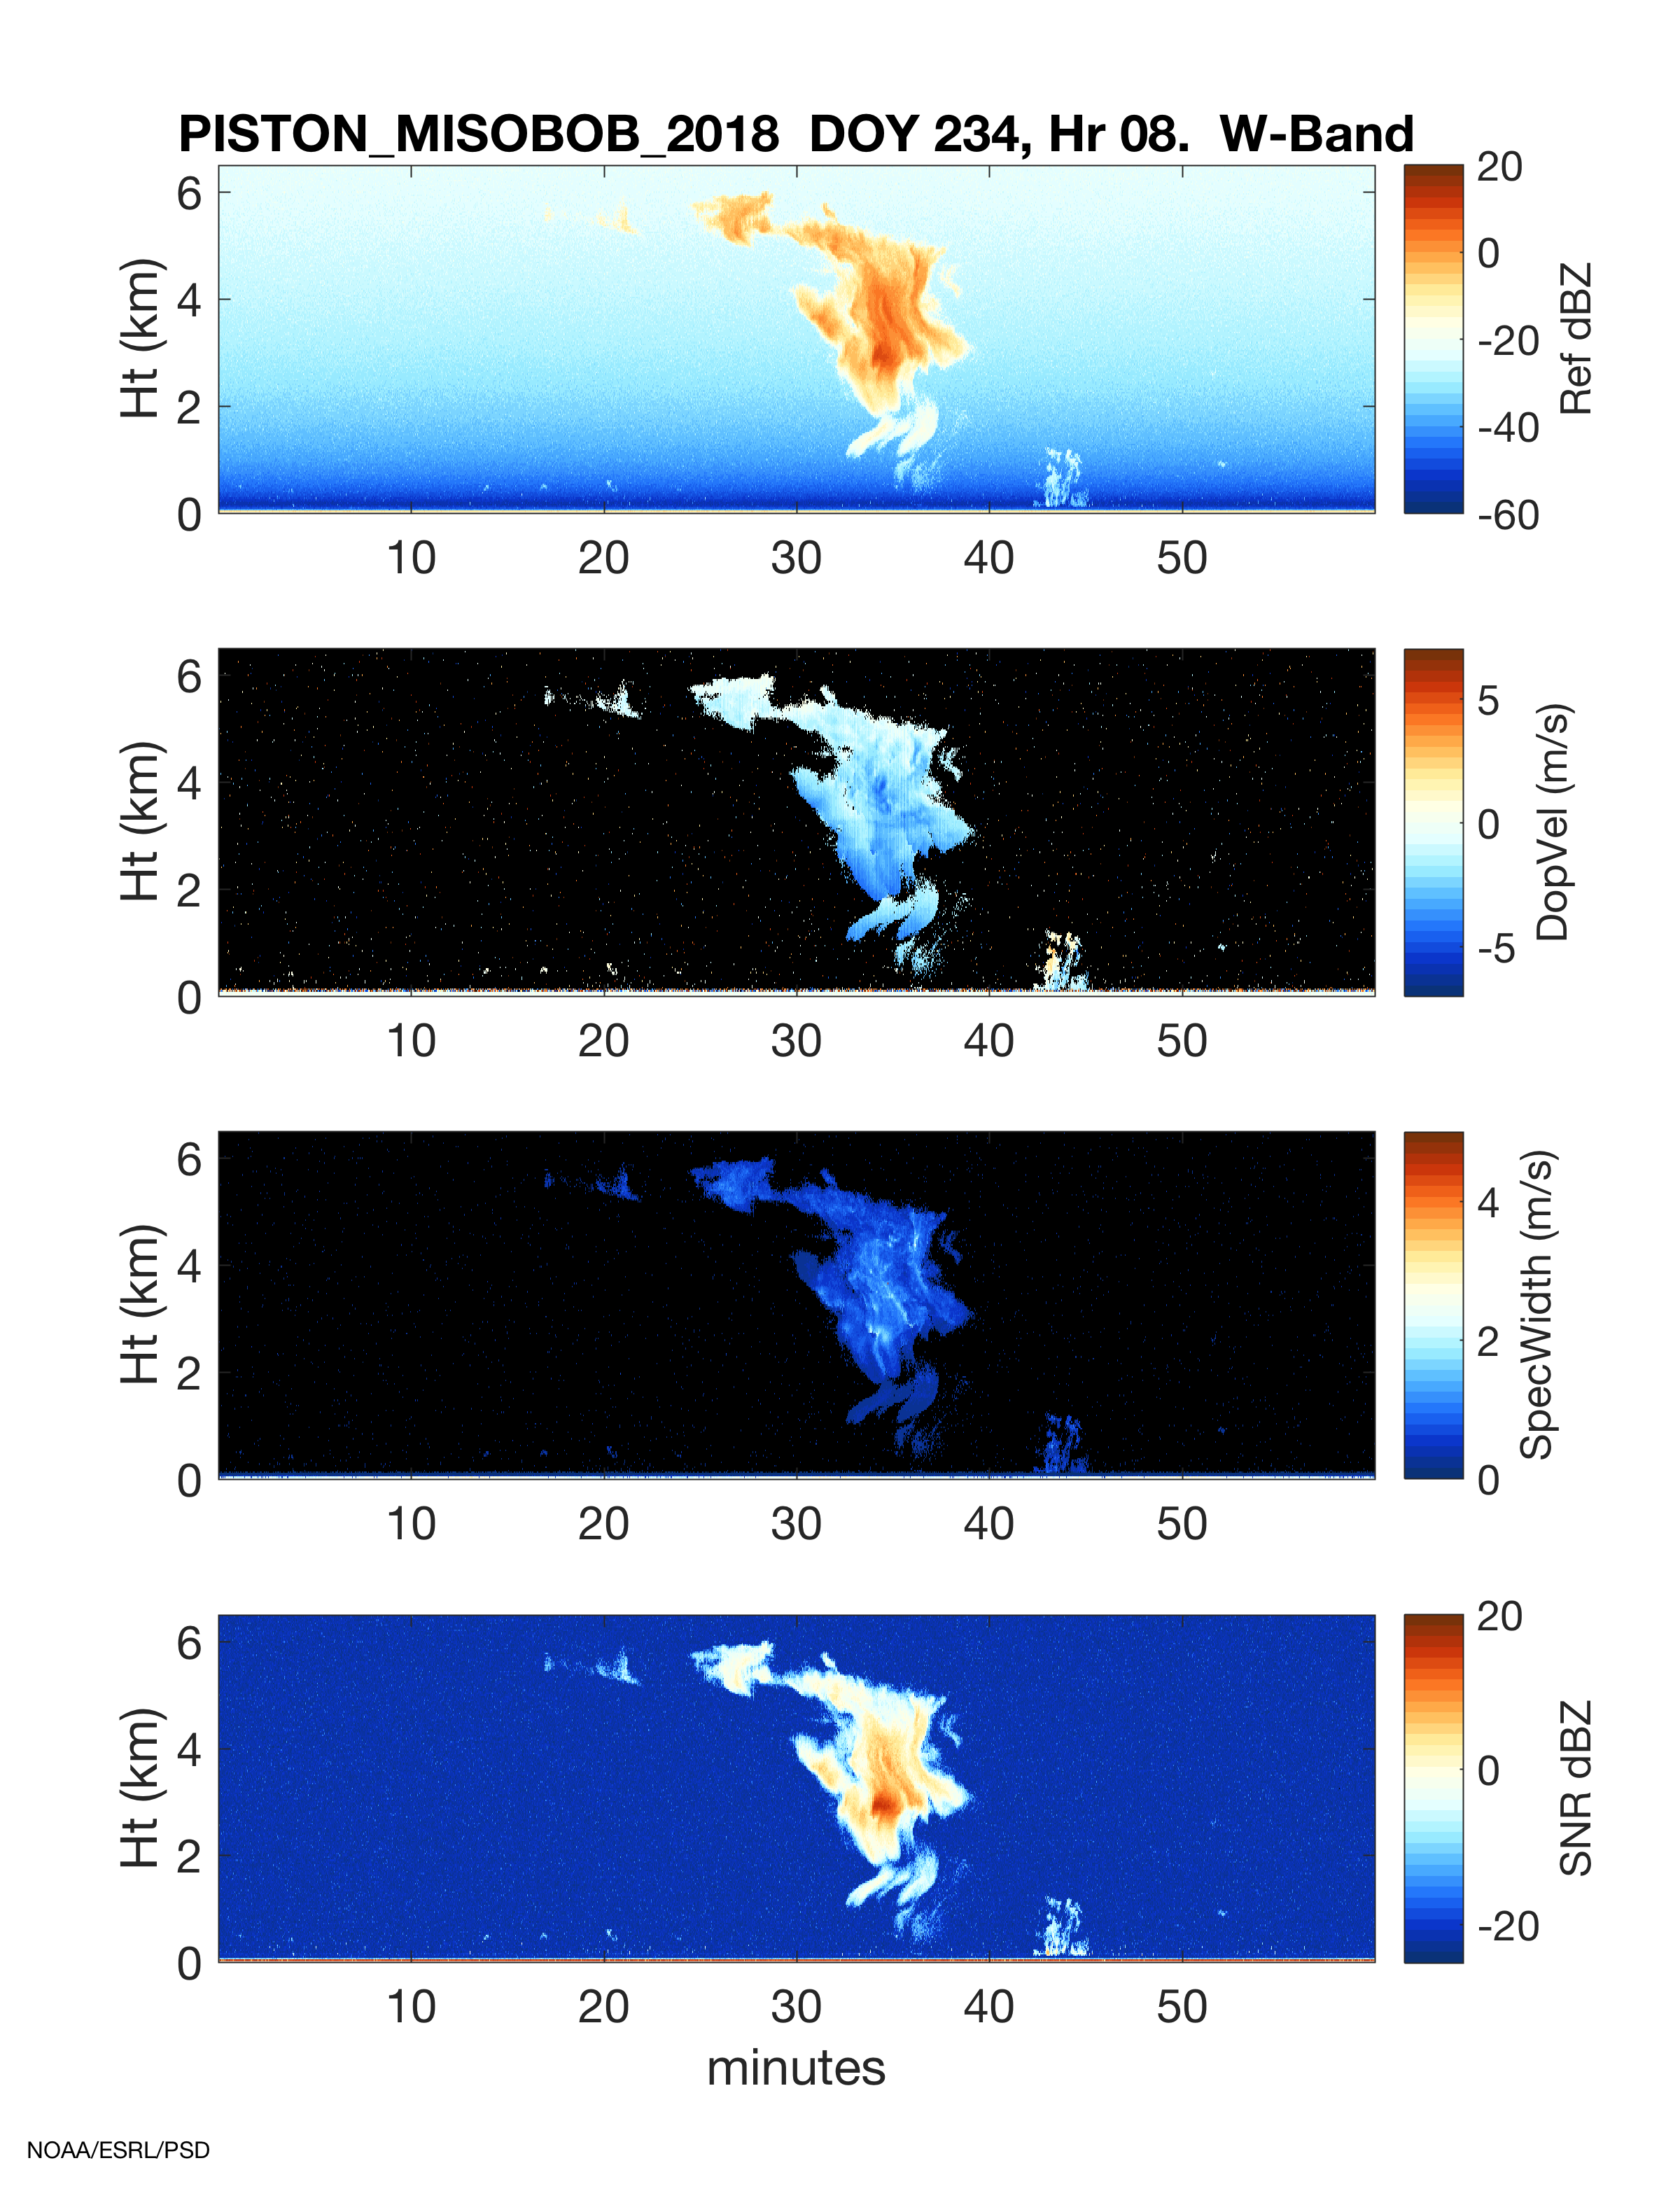 PISTON_MISOBOB_2018  DOY 234, Hr 08.  W-Band
6
4
2
0
Ht (km)
10 20 30 40 50
20
0
-20
-40
-60
Ref dBZ
6
4
2
0
Ht (km)
10 20 30 40 50
5
0
-5
DopVel (m/s)
6
4
2
0
Ht (km)
10 20 30 40 50
4
2
0
SpecWidth (m/s)
6
4
2
0
Ht (km)
10 20 30 40 50
20
0
-20
SNR dBZ
minutes
NOAA/ESRL/PSD